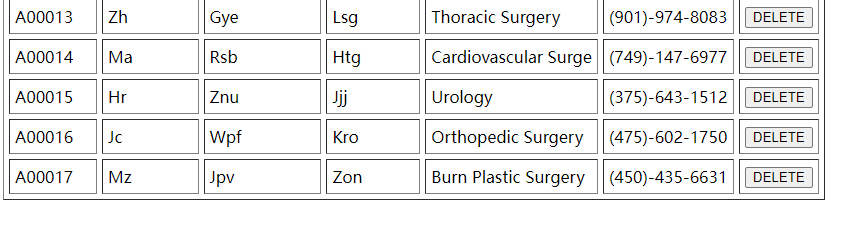 A00013 Zh Gye Lsg Thoracic Surgery (901)-974-8083 DELETE
A00014 Ma Rsb Htg Cardiovascular Surge (749)-147-6977 DELETE
A00015 Hr Znu Jjj Urology (375)-643-1512 DELETE
A00016 Jc Wpf Kro Orthopedic Surgery (475)-602-1750 DELETE
A00017 Mz Jpv Zon Burn Plastic Surgery (450)-435-6631 DELETE